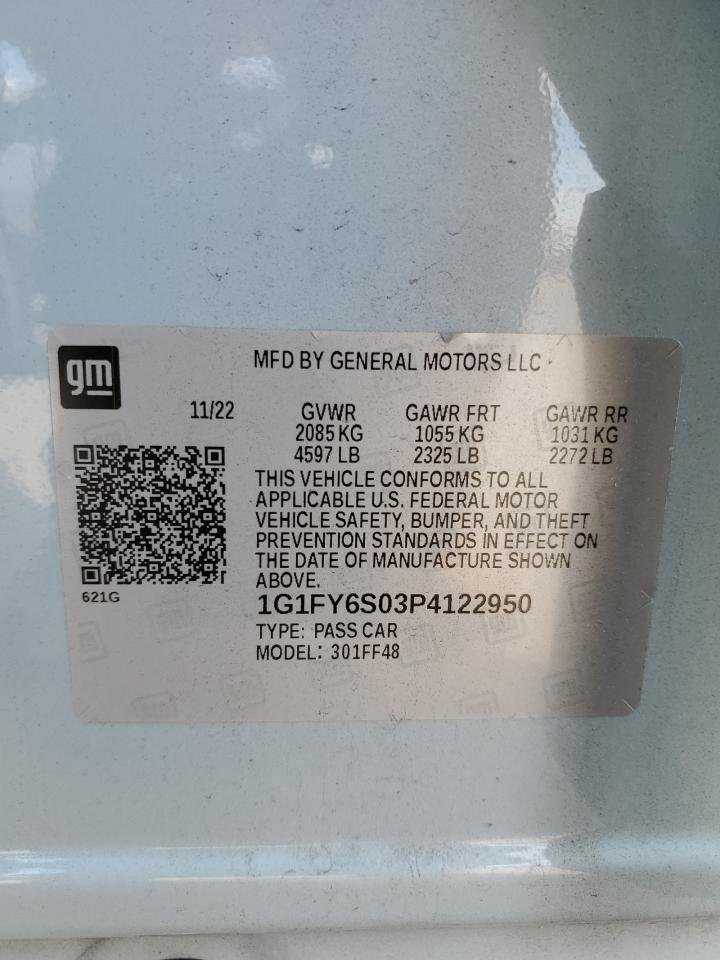 gm
MFD BY GENERAL MOTORS LLC
11/22 GVWR GAWR FRT GAWR RR
2085 KG 1055 KG 1031 KG
4597 LB 2325 LB 2272 LB
THIS VEHICLE CONFORMS TO ALL
APPLICABLE U.S. FEDERAL MOTOR
VEHICLE SAFETY, BUMPER, AND THEFT
PREVENTION STANDARDS IN EFFECT ON
THE DATE OF MANUFACTURE SHOWN
ABOVE.
621G
1G1FY6S03P4122950
TYPE: PASS CAR
MODEL: 301FF48